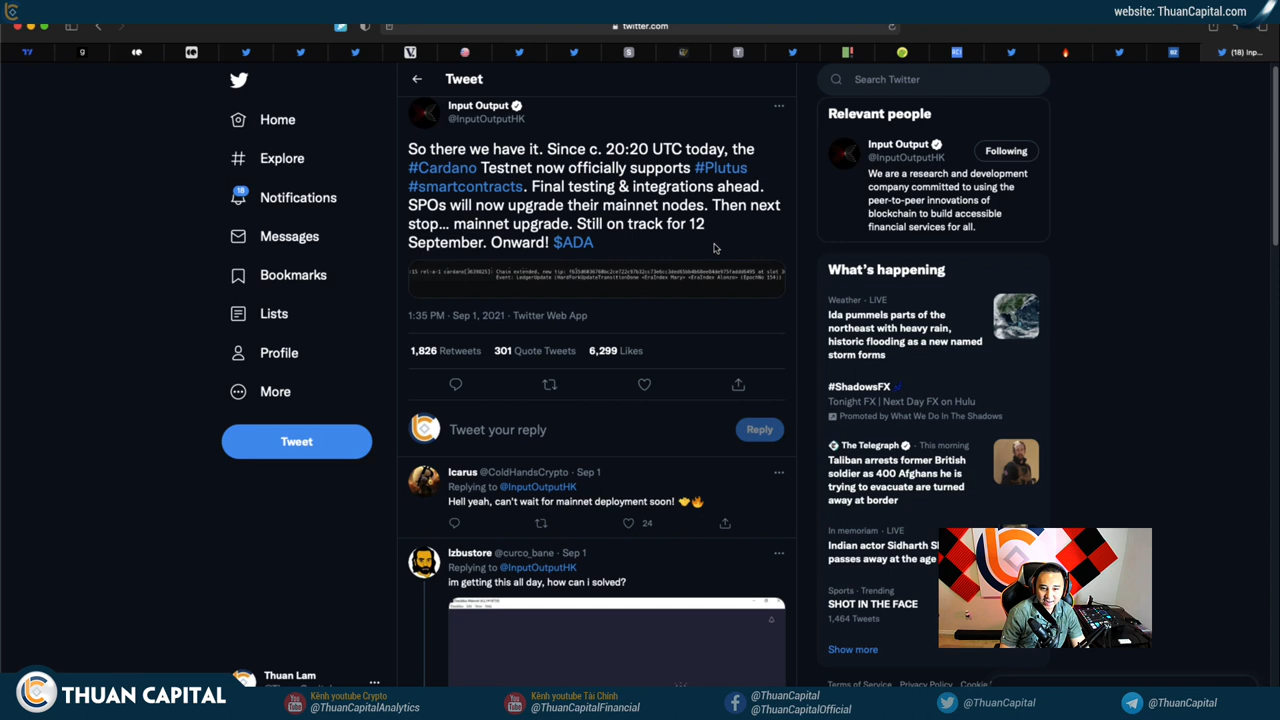 website: ThuanCapital.com
twitter.com
(18) Inp...
Home
Explore
18
Notifications
Messages
Bookmarks
Lists
Profile
More
Tweet
Thuan Lam
Tweet
Input Output
@InputOutputHK
So there we have it. Since c. 20:20 UTC today, the
#Cardano Testnet now officially supports #Plutus
#smartcontracts. Final testing & integrations ahead.
SPOs will now upgrade their mainnet nodes. Then next
stop... mainnet upgrade. Still on track for 12
September. Onward! $ADA
1:35 PM · Sep 1, 2021 · Twitter Web App
1,826 Retweets 301 Quote Tweets 6,299 Likes
Tweet your reply
Reply
Icarus @ColdHandsCrypto · Sep 1
Replying to @InputOutputHK
Hell yeah, can't wait for mainnet deployment soon!
24
Izbustore @curco_bane · Sep 1
Replying to @InputOutputHK
im getting this all day, how can i solved?
Search Twitter
Relevant people
Input Output
@InputOutputHK
Following
We are a research and development
company committed to using the
peer-to-peer innovations of
blockchain to build accessible
financial services for all.
What's happening
Weather · LIVE
Ida pummels parts of the
northeast with heavy rain,
historic flooding as a new named
storm forms
#ShadowsFX
Tonight FX | Next Day FX on Hulu
Promoted by What We Do In The Shadows
The Telegraph · This morning
Taliban arrests former British
soldier as 400 Afghans he is
trying to evacuate are turned
away at border
In memoriam · LIVE
Indian actor Sidharth
passes away at the age
Sports · Trending
SHOT IN THE FACE
1,464 Tweets
Show more
Terms of Service Privacy Policy Cookie
THUAN CAPITAL
Kênh youtube Crypto
@ThuanCapitalAnalytics
Kênh youtube Tài Chính
@ThuanCapitalFinancial
@ThuanCapital
@ThuanCapitalOfficial
@ThuanCapital
@ThuanCapital